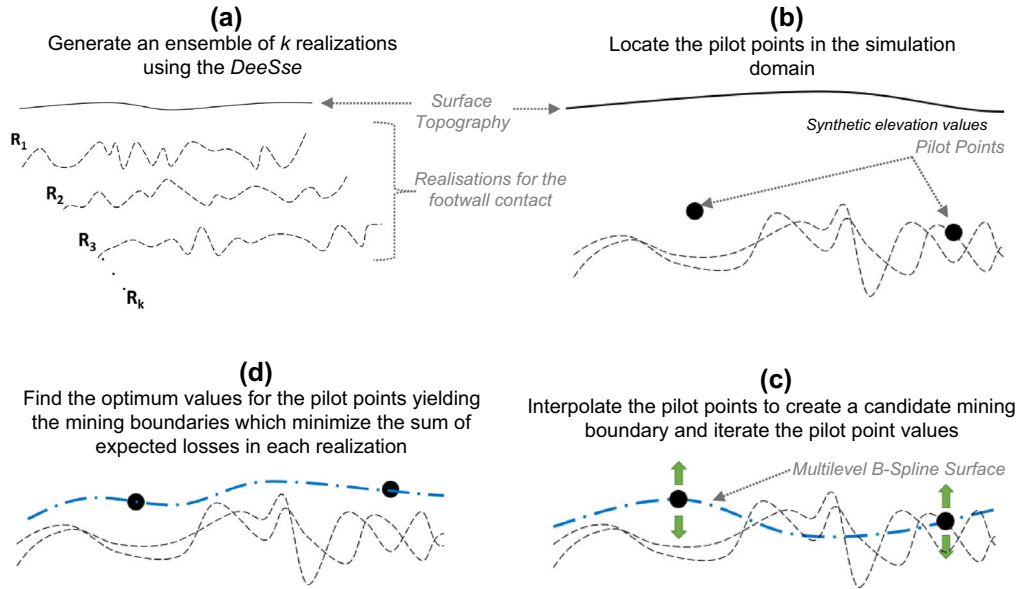 (a)
Generate an ensemble of k realizations
using the DeeSse
Surface
Topography
R1
R2
R3
Rk
Realisations for the
footwall contact
(b)
Locate the pilot points in the simulation
domain
Synthetic elevation values
Pilot Points
(d)
Find the optimum values for the pilot points yielding
the mining boundaries which minimize the sum of
expected losses in each realization
(c)
Interpolate the pilot points to create a candidate mining
boundary and iterate the pilot point values
Multilevel B-Spline Surface